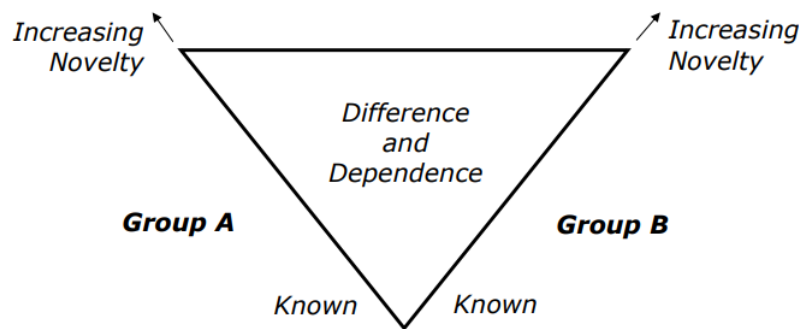 Increasing
Novelty
Increasing
Novelty
Difference
and
Dependence
Group A
Group B
Known
Known